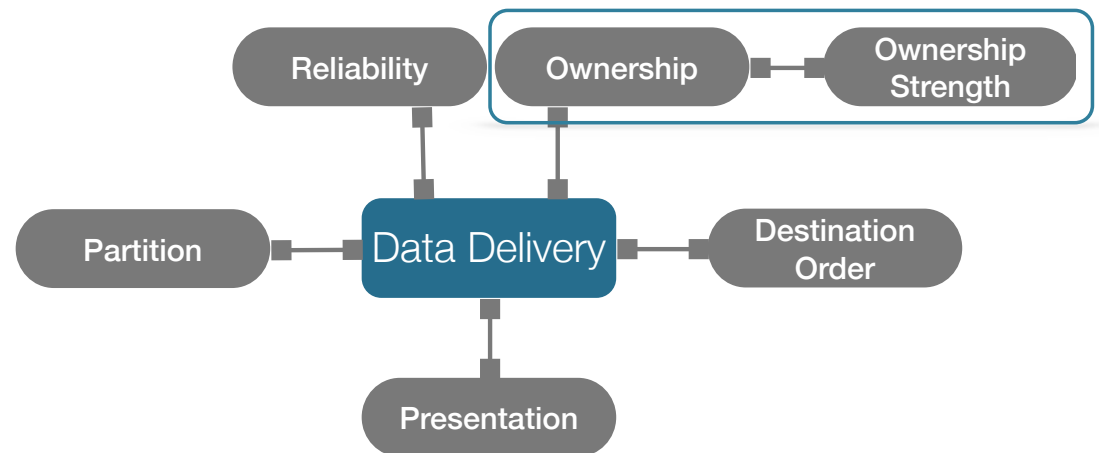 Reliability
Ownership
Ownership
Strength
Partition
Data Delivery
Destination
Order
Presentation